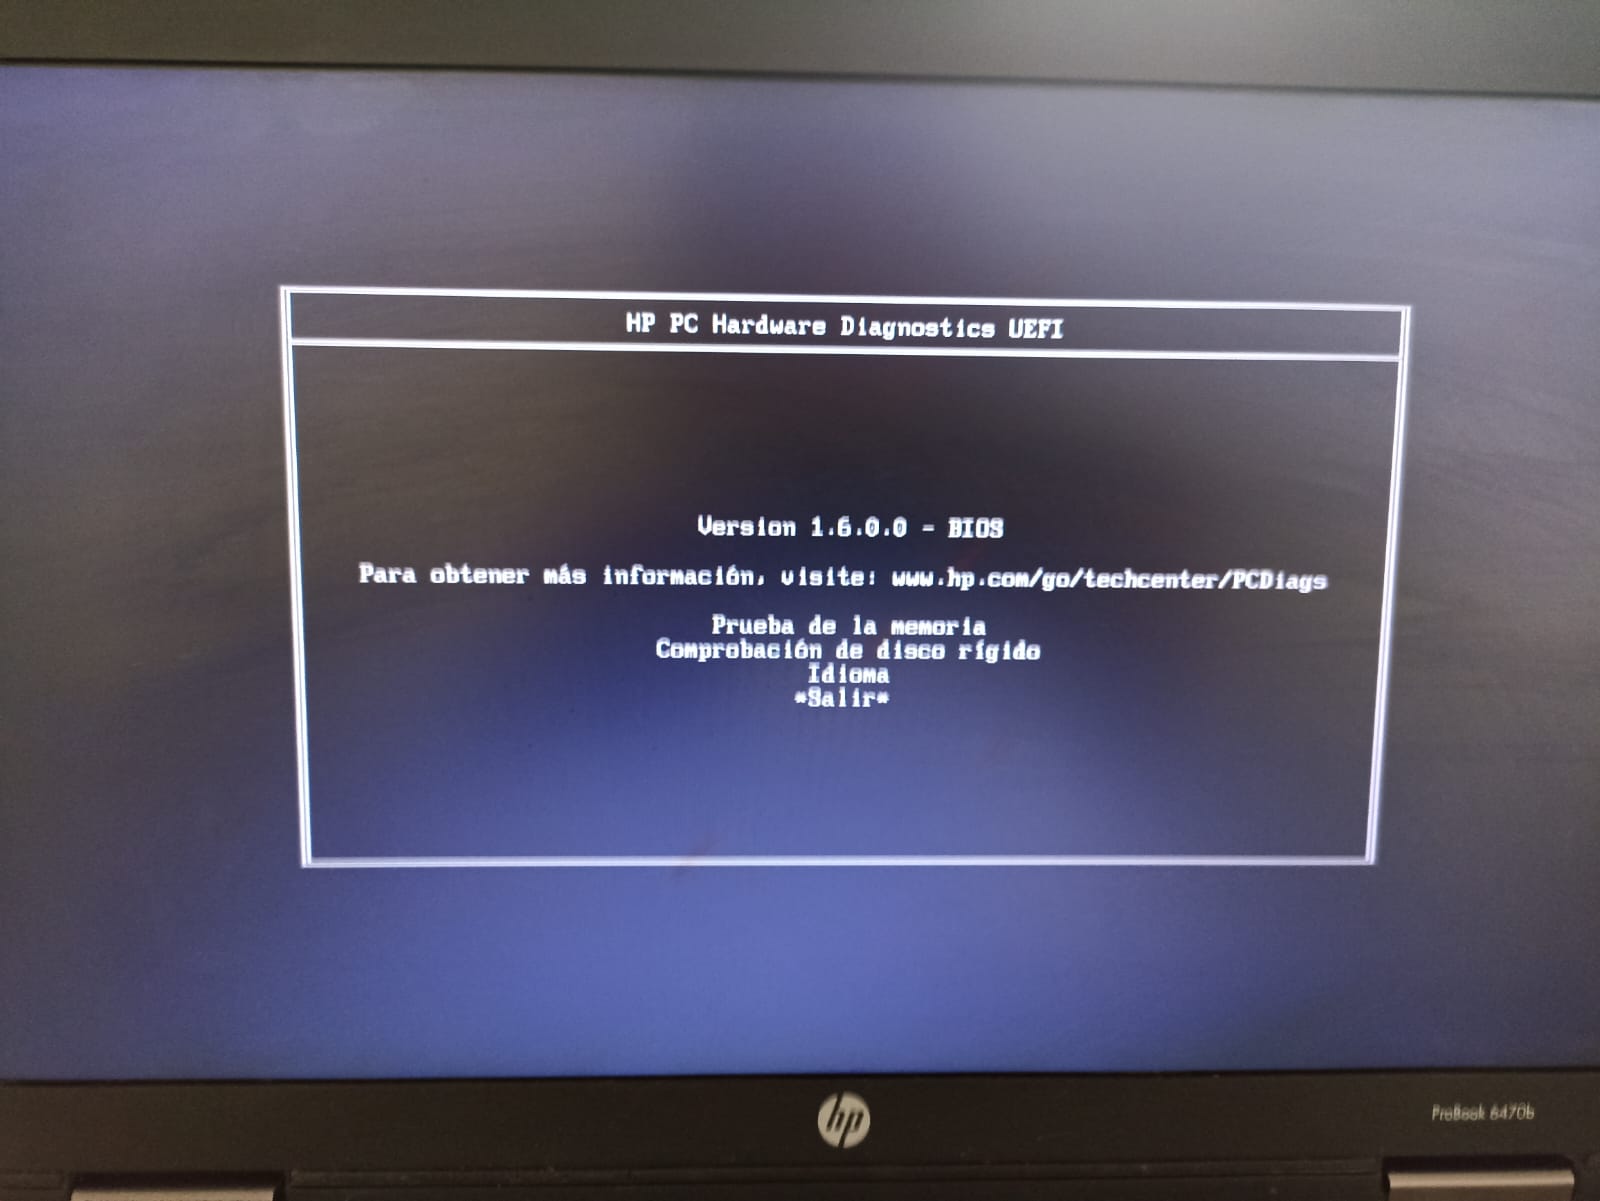 HP PC Hardware Diagnostics UEFI
Version 1.6.0.0 - BIOS
Para obtener más información, visite: www.hp.com/go/techcenter/PCDiags
Prueba de la memoria
Comprobación de disco rígido
Idioma
*Salir*
hp
ProBook 6470b